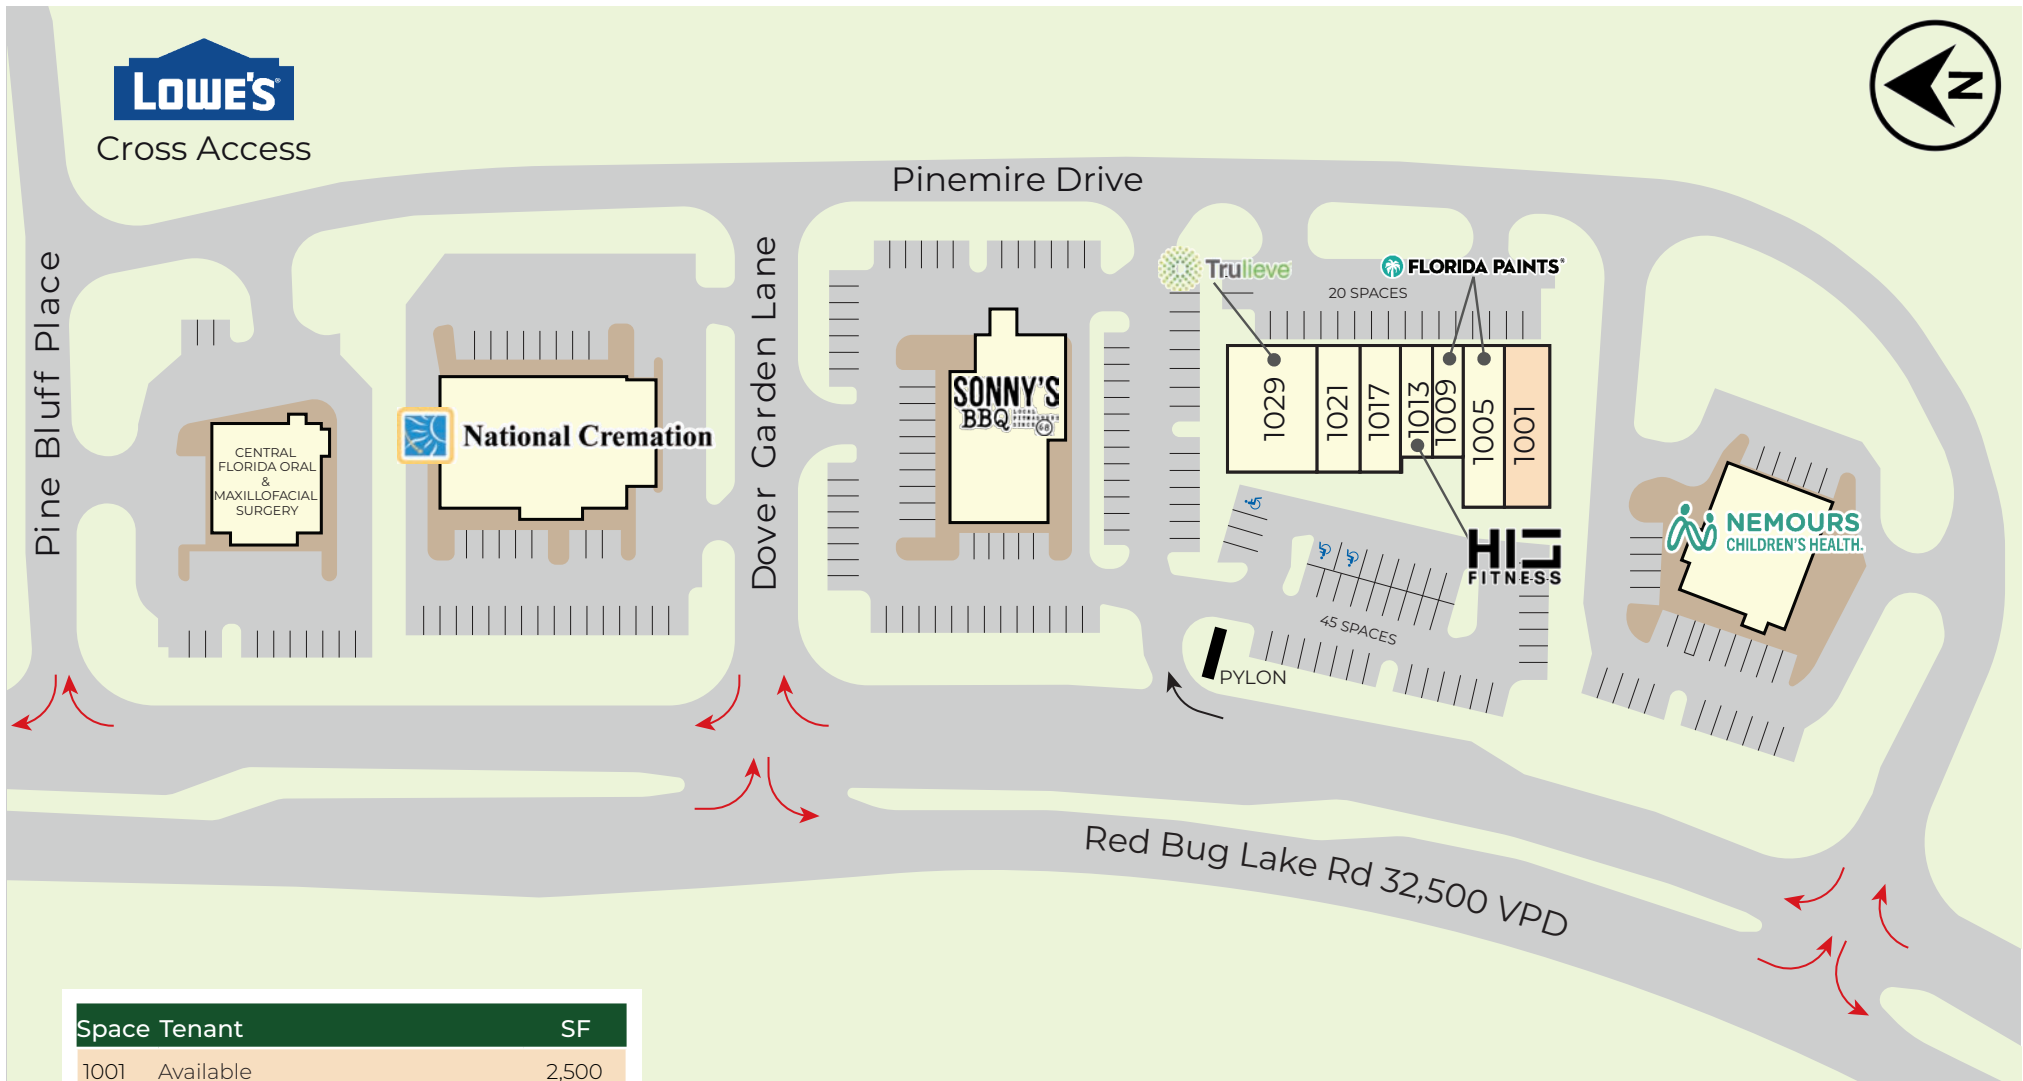 LOWE'S
Cross Access
N
Pinemire Drive
Pine Bluff Place
Dover Garden Lane
Trulieve
FLORIDA PAINTS
20 SPACES
1029
1021
1017
1013
1009
1005
1001
CENTRAL
FLORIDA ORAL
&
MAXILLOFACIAL
SURGERY
National Cremation
SONNY'S
BBQ
68
HIS
FITNESS
NEMOURS
CHILDREN'S HEALTH.
45 SPACES
PYLON
Red Bug Lake Rd 32,500 VPD
Space Tenant SF
1001 Available 2,500